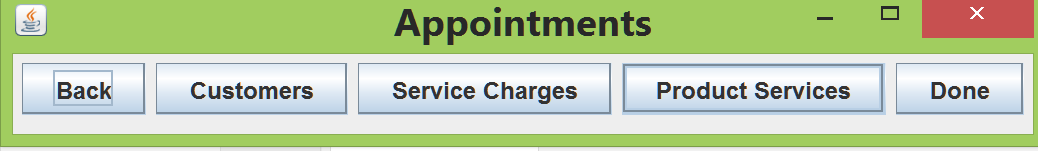 Appointments
Back Customers Service Charges Product Services Done